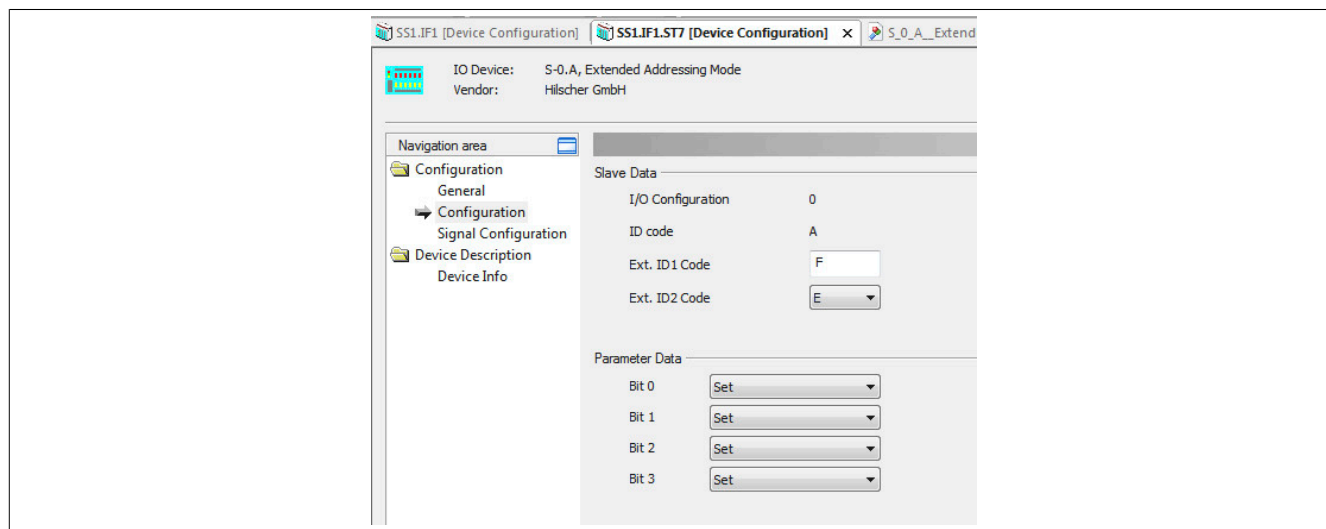 SS1.IF1 [Device Configuration] SS1.IF1.ST7 [Device Configuration] x S_0_A__Extend
IO Device: S-0.A, Extended Addressing Mode
Vendor: Hilscher GmbH
Navigation area
Configuration
General
Configuration
Signal Configuration
Device Description
Device Info
Slave Data
I/O Configuration 0
ID code A
Ext. ID1 Code F
Ext. ID2 Code E
Parameter Data
Bit 0 Set
Bit 1 Set
Bit 2 Set
Bit 3 Set